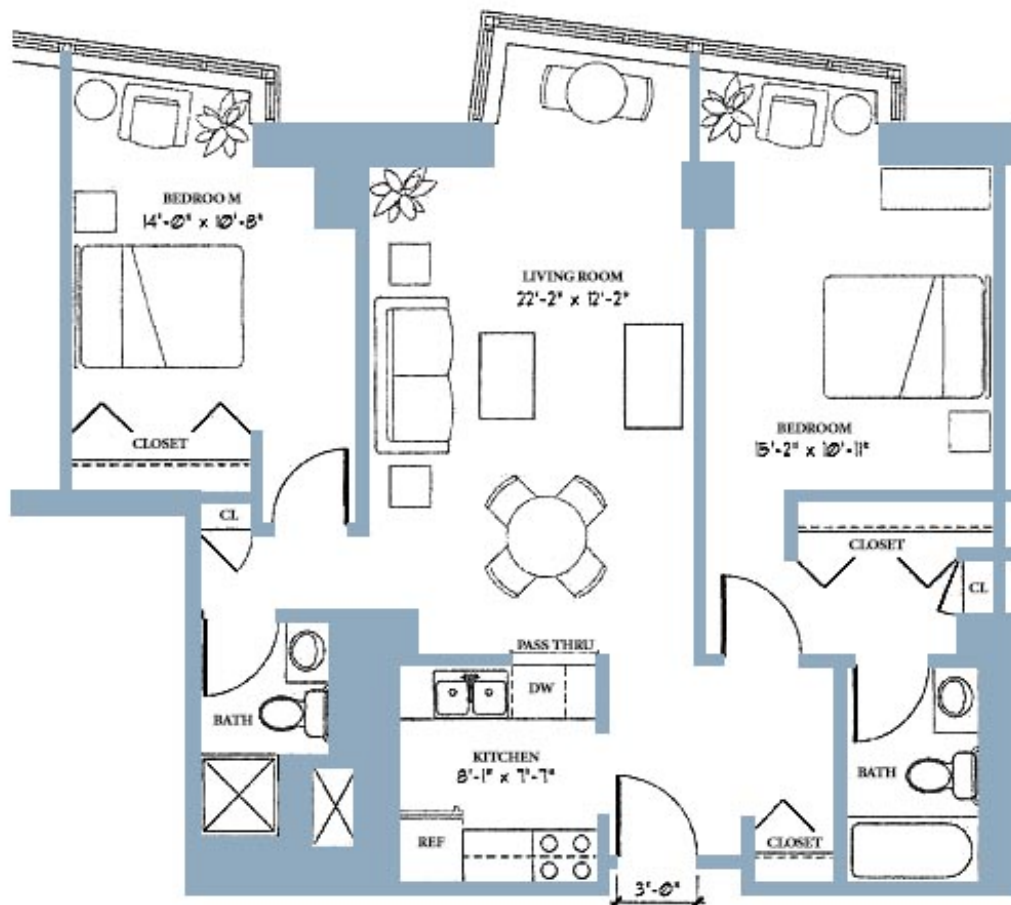 BEDROO M
14'-0" x 10'-8"
LIVING ROOM
22'-2" x 12'-2"
BEDROOM
15'-2" x 10'-11"
CLOSET
CL
CLOSET
CL
PASS THRU
DW
BATH
KITCHEN
8'-1" x 7'-7"
BATH
REF
CLOSET
3'-0"